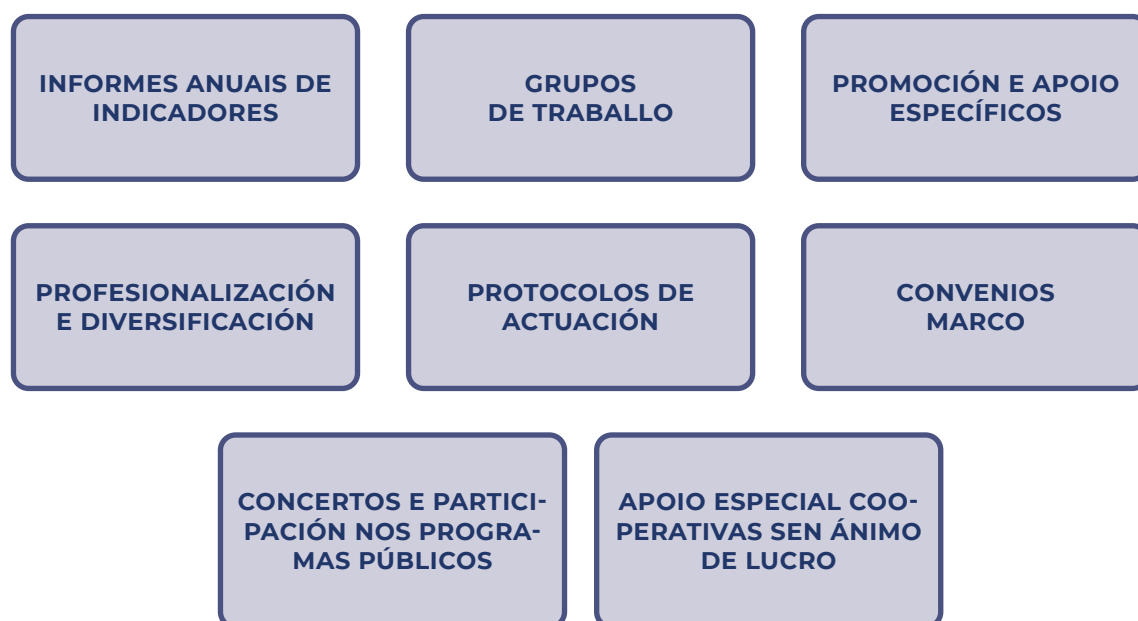 INFORMES ANUAIS DE
INDICADORES
GRUPOS
DE TRABALLO
PROMOCIÓN E APOIO
ESPECÍFICOS
PROFESIONALIZACIÓN
E DIVERSIFICACIÓN
PROTOCOLOS DE
ACTUACIÓN
CONVENIOS
MARCO
CONCERTOS E PARTICI-
PACIÓN NOS PROGRA-
MAS PÚBLICOS
APOIO ESPECIAL COO-
PERATIVAS SEN ÁNIMO
DE LUCRO